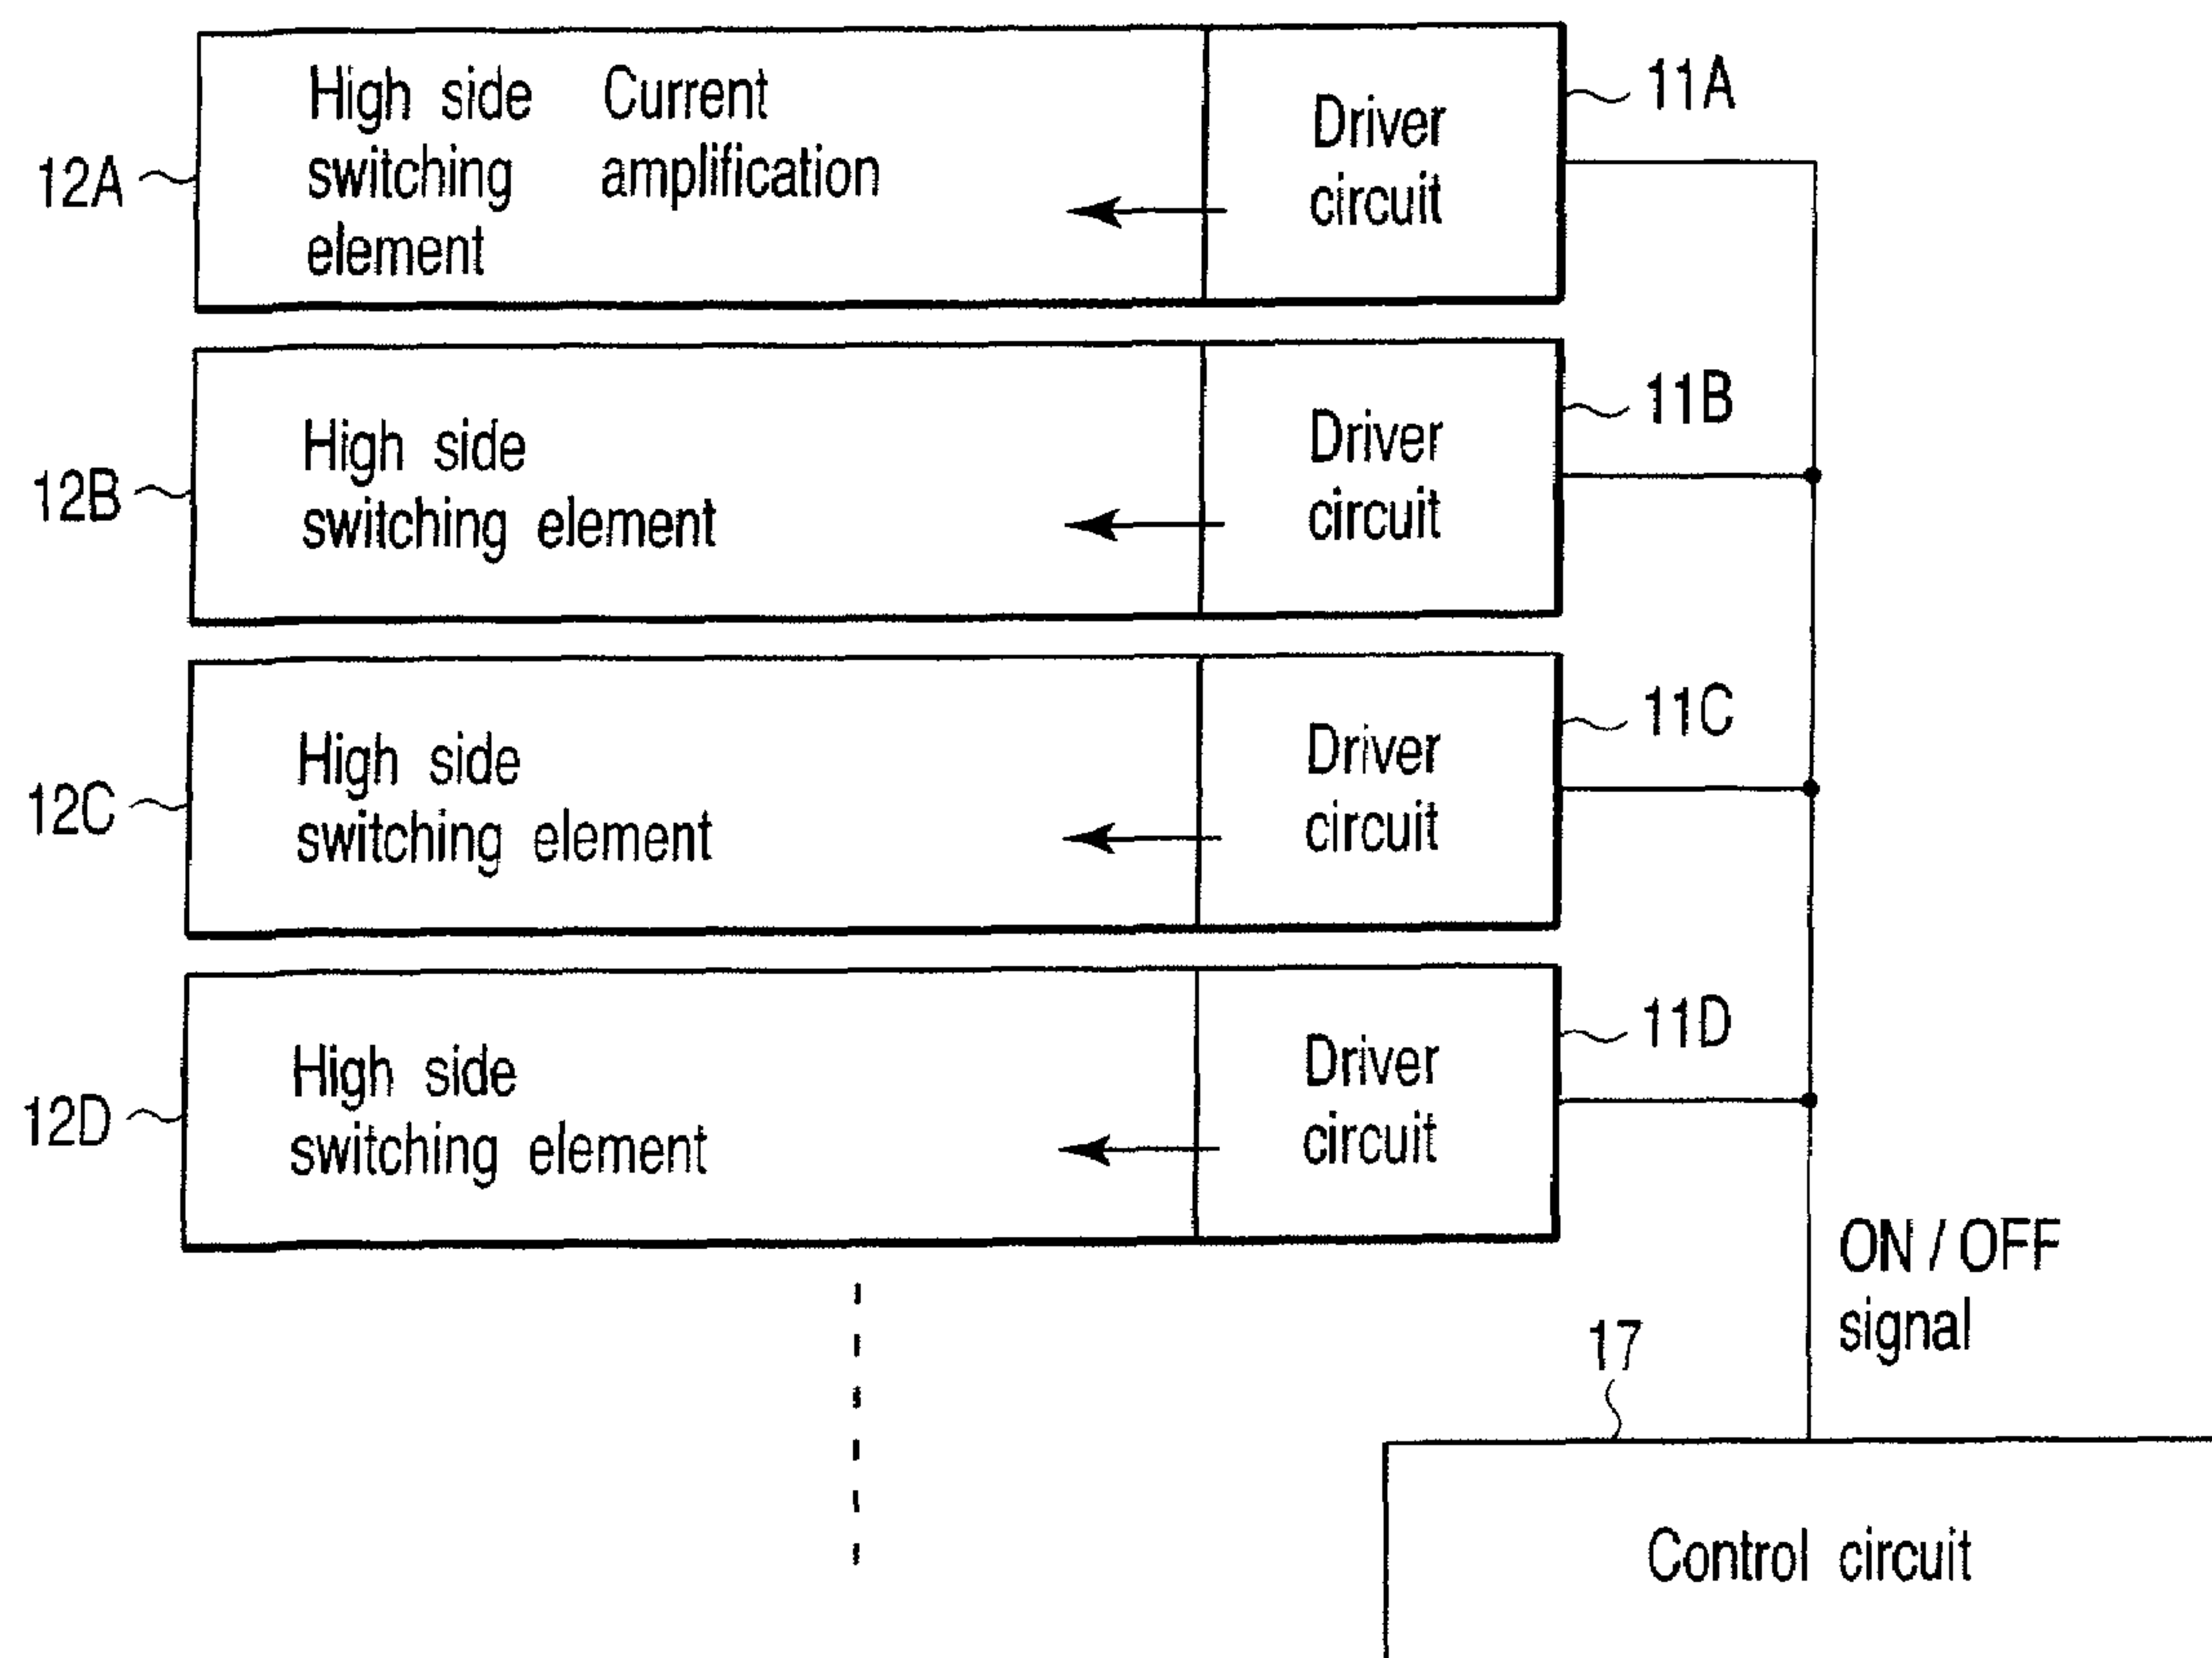 High side Current
switching amplification
element
Driver
circuit
11A
12A
High side
switching element
Driver
circuit
11B
12B
High side
switching element
Driver
circuit
11C
12C
High side
switching element
Driver
circuit
11D
12D
ON / OFF
signal
17
Control circuit